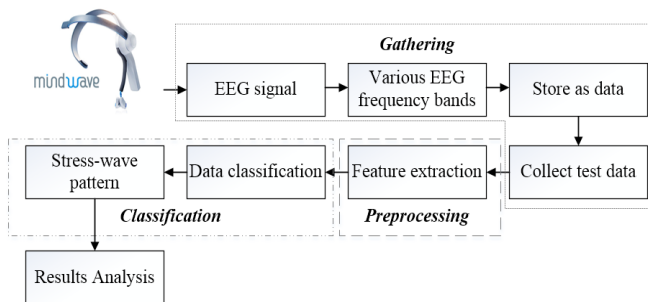 mindwave
Gathering
EEG signal
Various EEG
frequency bands
Store as data
Stress-wave
pattern
Data classification
Feature extraction
Collect test data
Classification
Preprocessing
Results Analysis